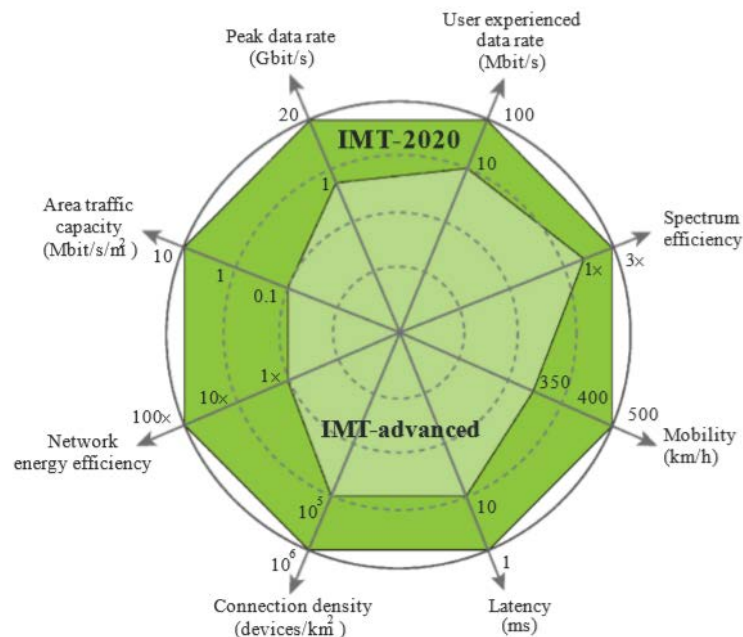 Peak data rate
(Gbit/s)
User experienced
data rate
(Mbit/s)
20
100
IMT-2020
1
10
Area traffic
capacity
(Mbit/s/m²)
10
1
0.1
Spectrum
efficiency
1×
3×
1×
10×
100×
Network
energy efficiency
350
400
500
Mobility
(km/h)
IMT-advanced
10⁵
10⁶
Connection density
(devices/km²)
10
1
Latency
(ms)